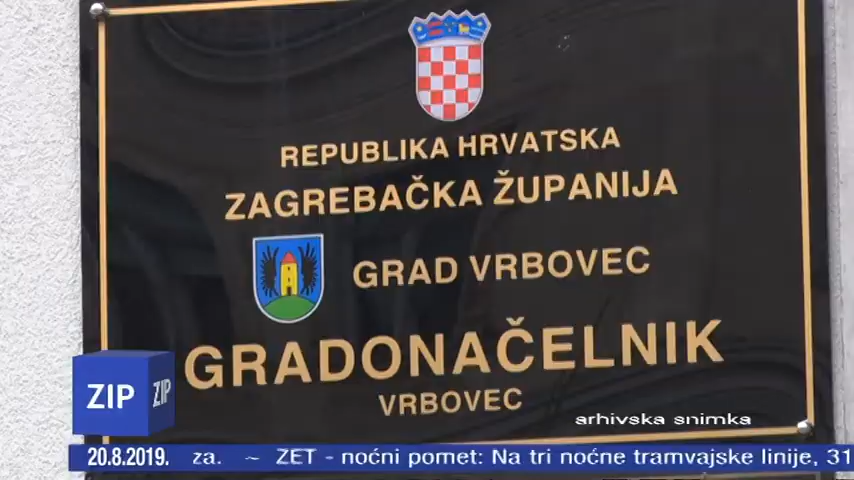 REPUBLIKA HRVATSKA
ZAGREBAČKA ŽUPANIJA
GRAD VRBOVEC
GRADONAČELNIK
VRBOVEC
arhivska snimka
ZIP ZIP
20.8.2019. za. ~ ZET - noćni pomet: Na tri noćne tramvajske linije, 31